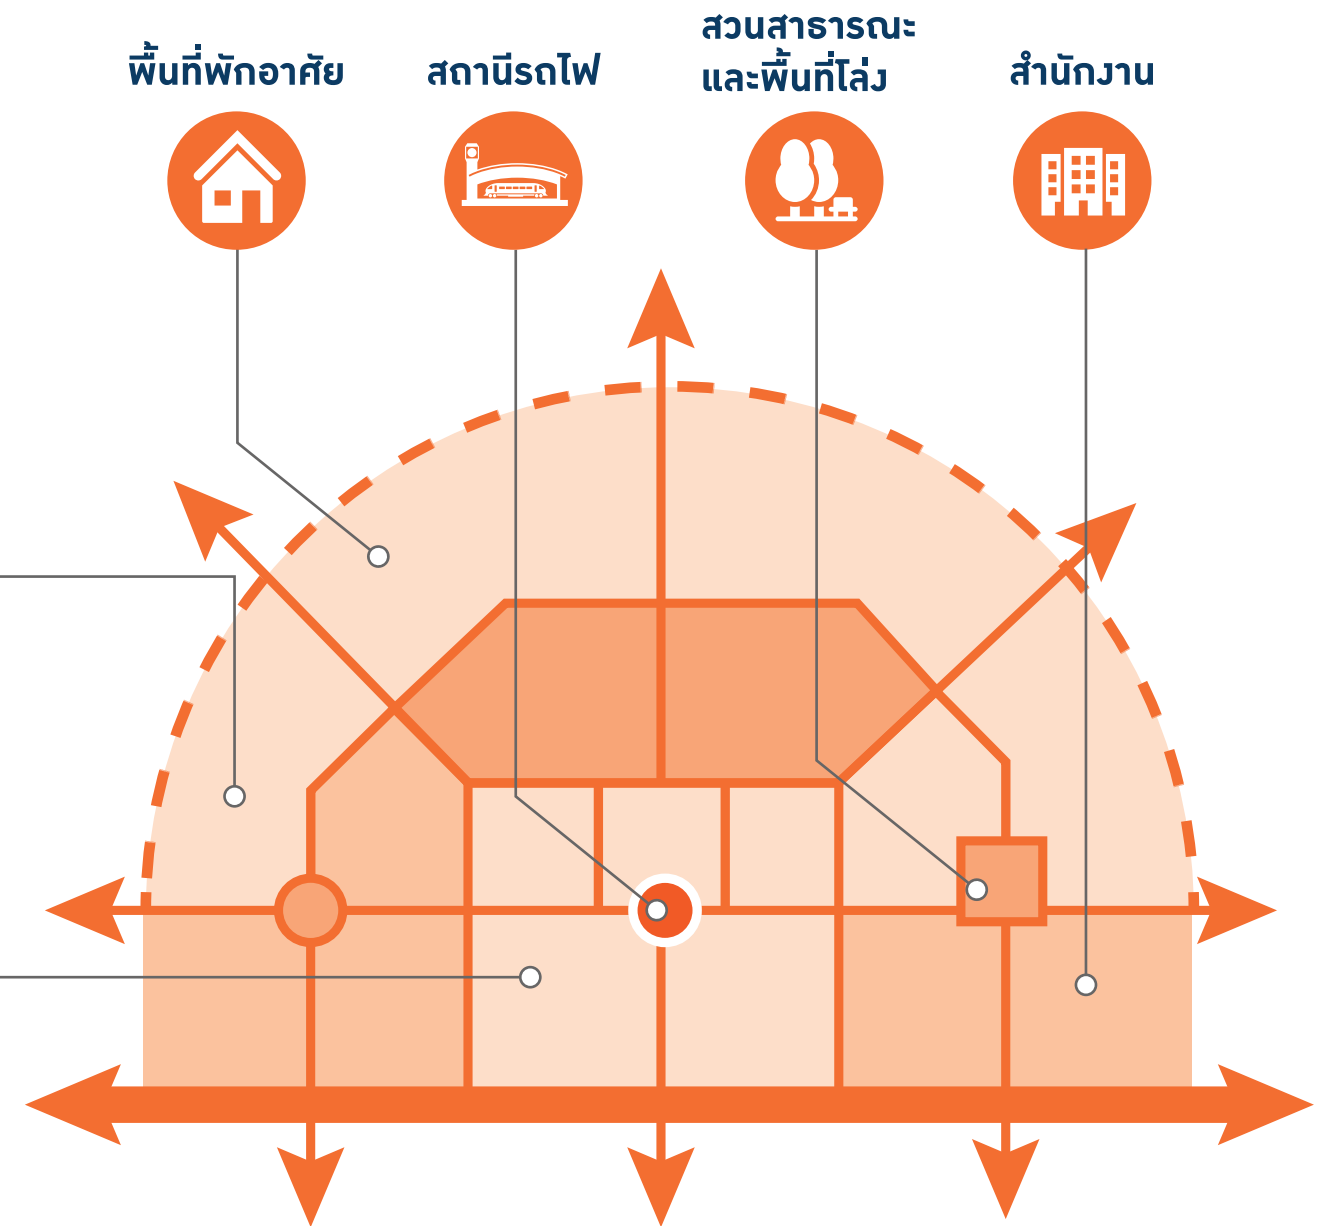 พื้นที่พักอาศัย
สถานีรถไฟ
สวนสาธารณะ
และพื้นที่โล่ง
สำนักงาน